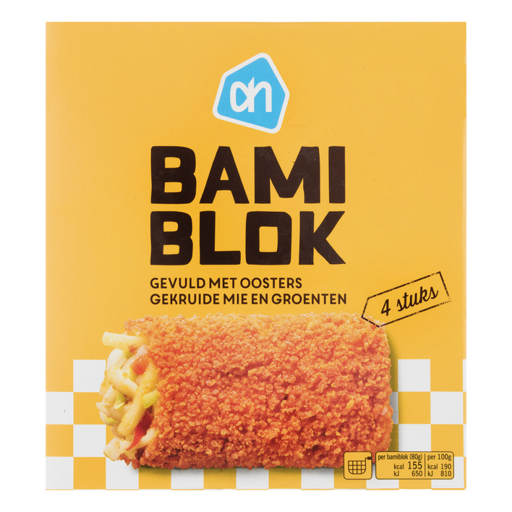 ah
BAMI
BLOK
GEVULD MET OOSTERS
GEKRUIDE MIE EN GROENTEN
4 stuks
per bamiblok (80g) per 100g
kcal 155 kcal 190
kJ 650 kJ 810